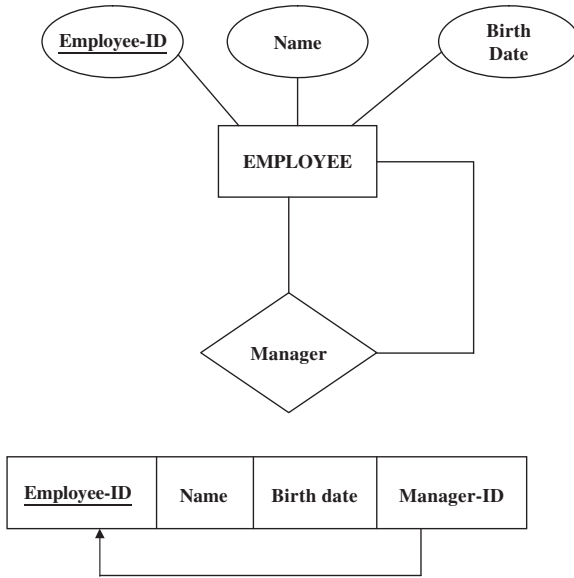 Employee-ID
Name
Birth
Date
EMPLOYEE
Manager
Employee-ID
Name
Birth date
Manager-ID